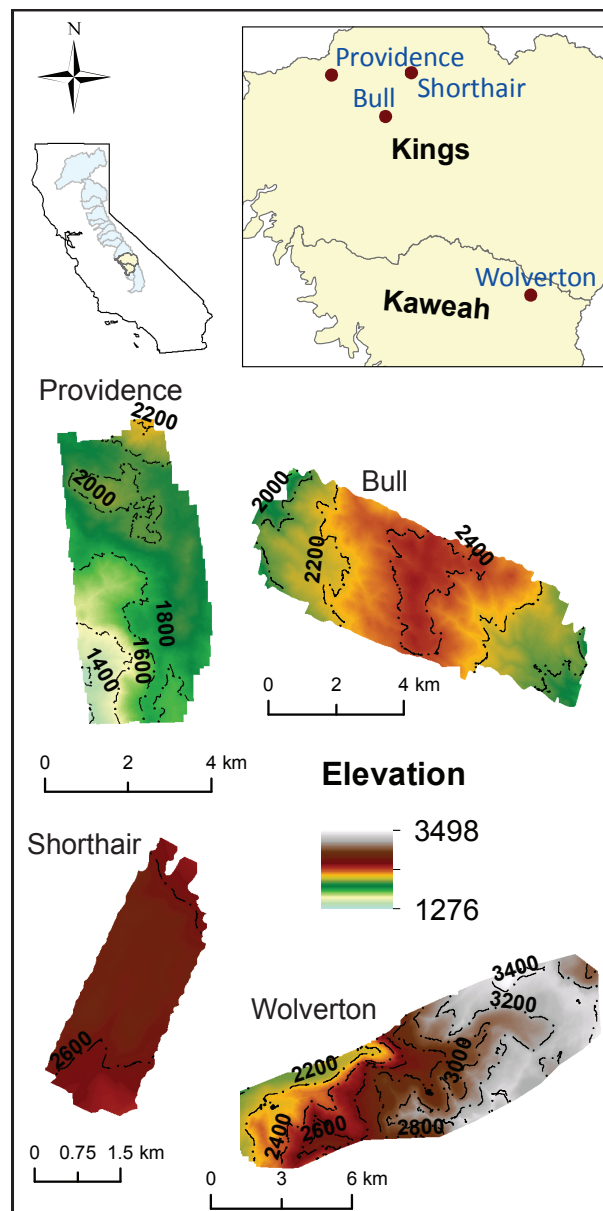 N
Providence
Shorthair
Bull
Kings
Wolverton
Kaweah
Providence
2200
2000
1800
1600
1400
0 2 4 km
Bull
2000
2200
2400
0 2 4 km
Elevation
3498
1276
Shorthair
2600
0 0.75 1.5 km
Wolverton
3400
3200
3000
2200
2400
2600
2800
0 3 6 km